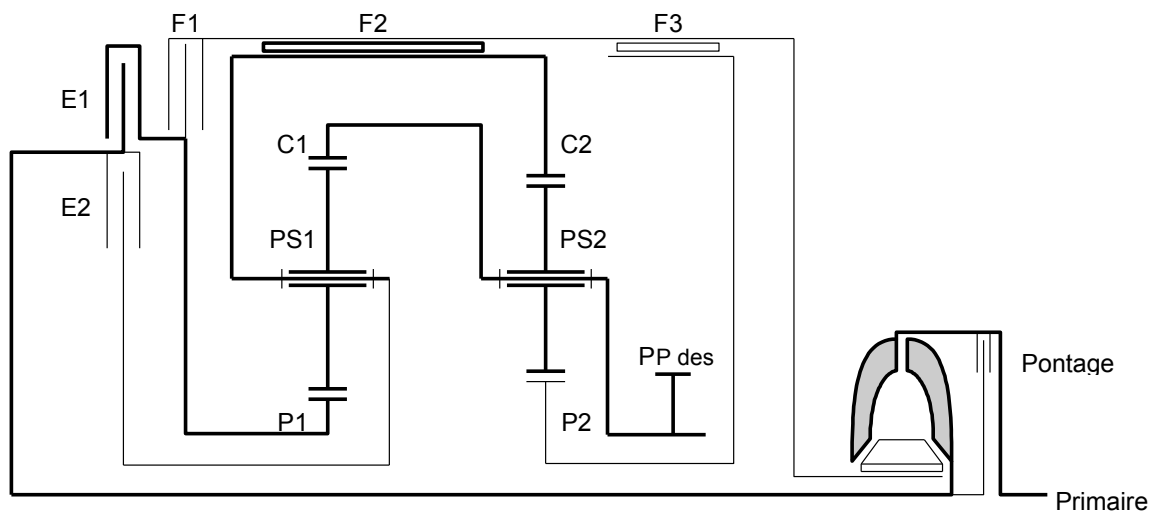 F1
F2
F3
E1
C1
C2
E2
PS1
PS2
PP des
Pontage
P1
P2
Primaire